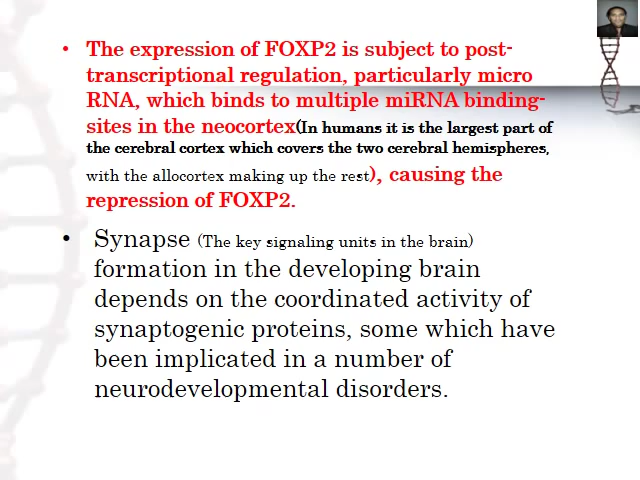 • The expression of FOXP2 is subject to post-
transcriptional regulation, particularly micro
RNA, which binds to multiple miRNA binding-
sites in the neocortex(In humans it is the largest part of
the cerebral cortex which covers the two cerebral hemispheres,
with the allocortex making up the rest), causing the
repression of FOXP2.
• Synapse (The key signaling units in the brain)
formation in the developing brain
depends on the coordinated activity of
synaptogenic proteins, some which have
been implicated in a number of
neurodevelopmental disorders.